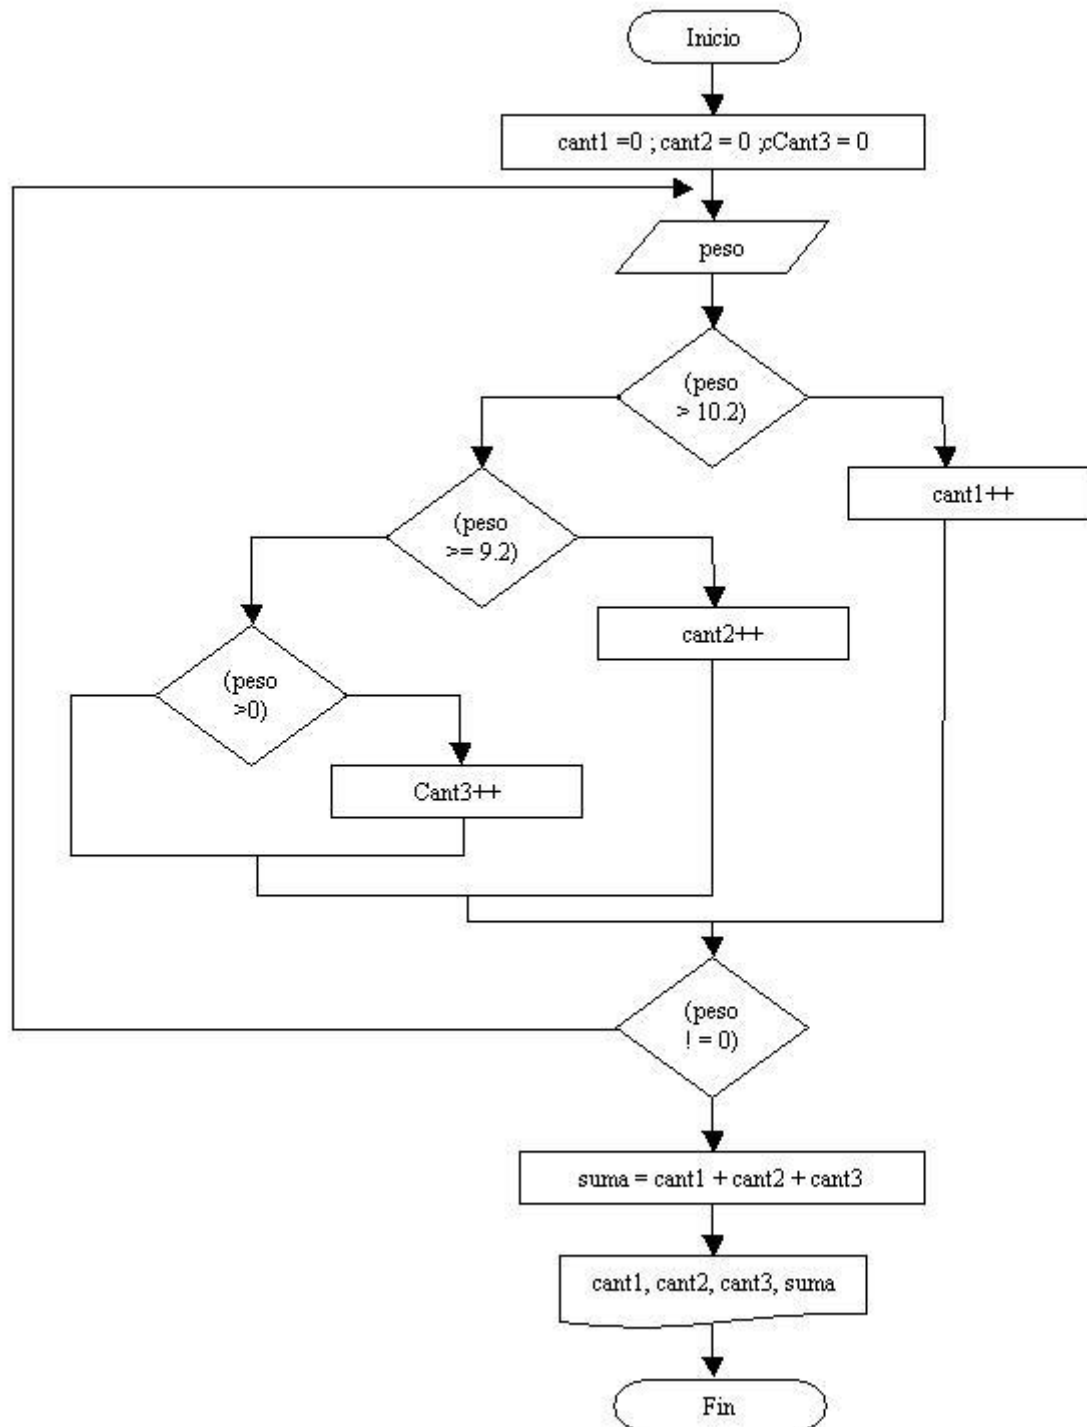 Inicio
cant1 =0 ; cant2 = 0 ;cCant3 = 0
peso
(peso
> 10.2)
cant1++
(peso
>= 9.2)
cant2++
(peso
>0)
Cant3++
(peso
! = 0)
suma = cant1 + cant2 + cant3
cant1, cant2, cant3, suma
Fin